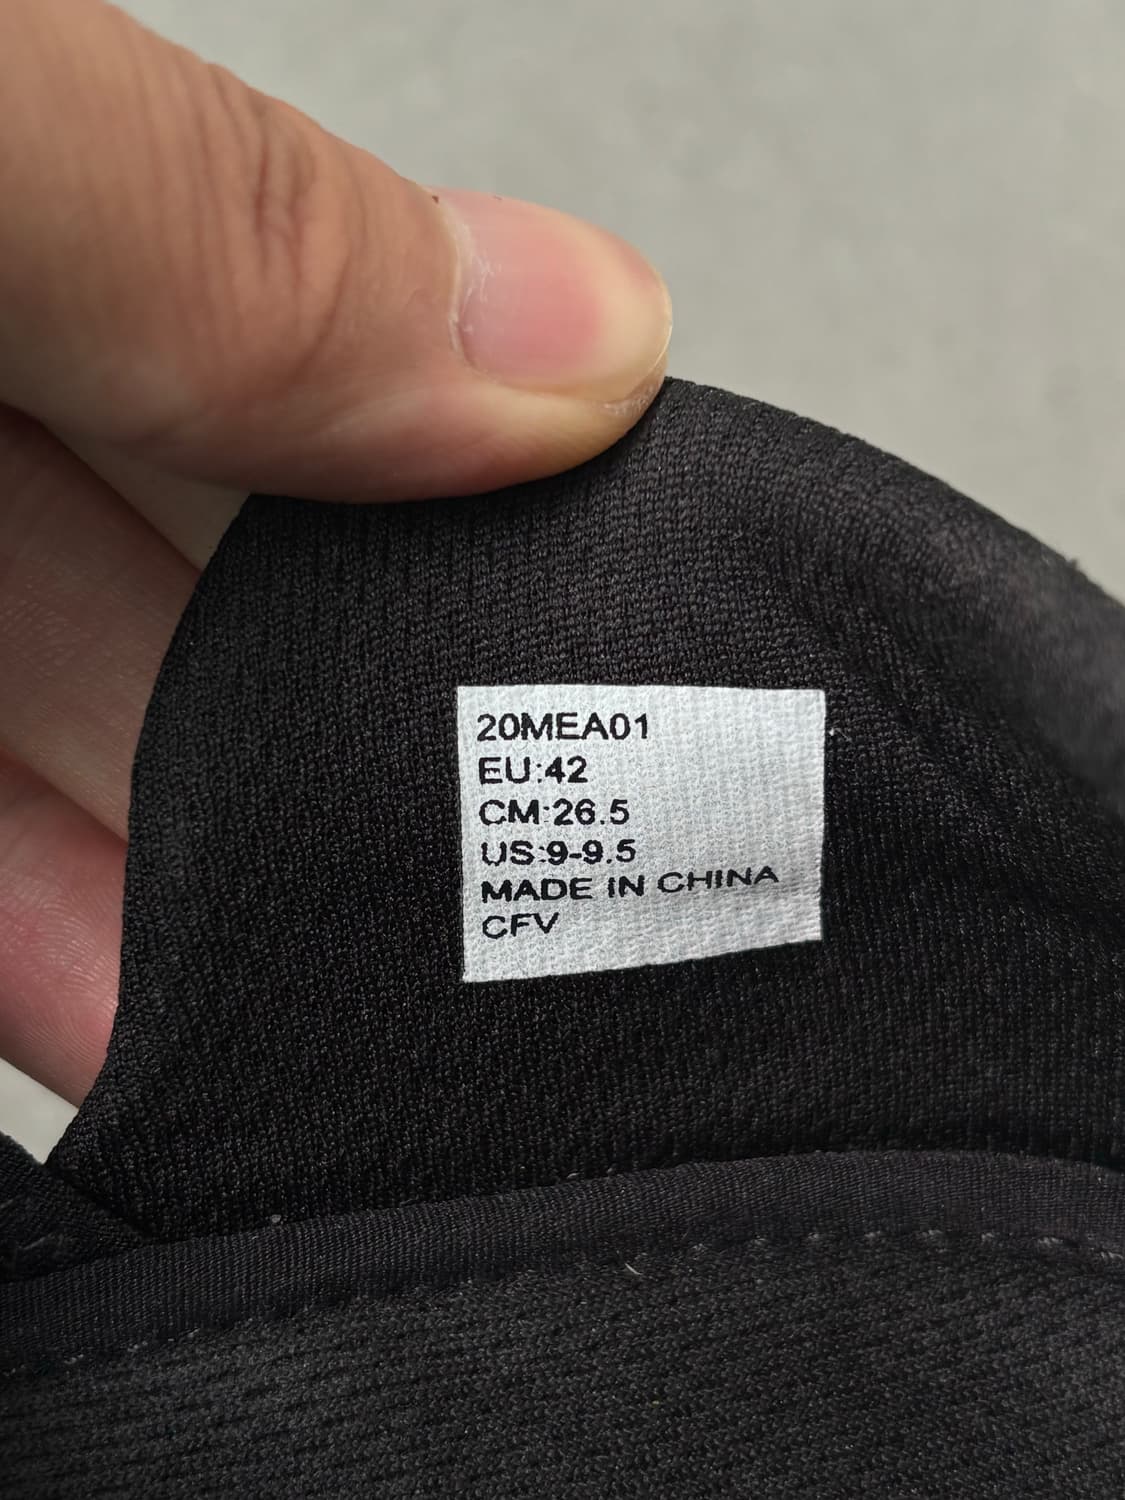 20MEA01
EU:42
CM:26.5
US:9-9.5
MADE IN CHINA
CFV